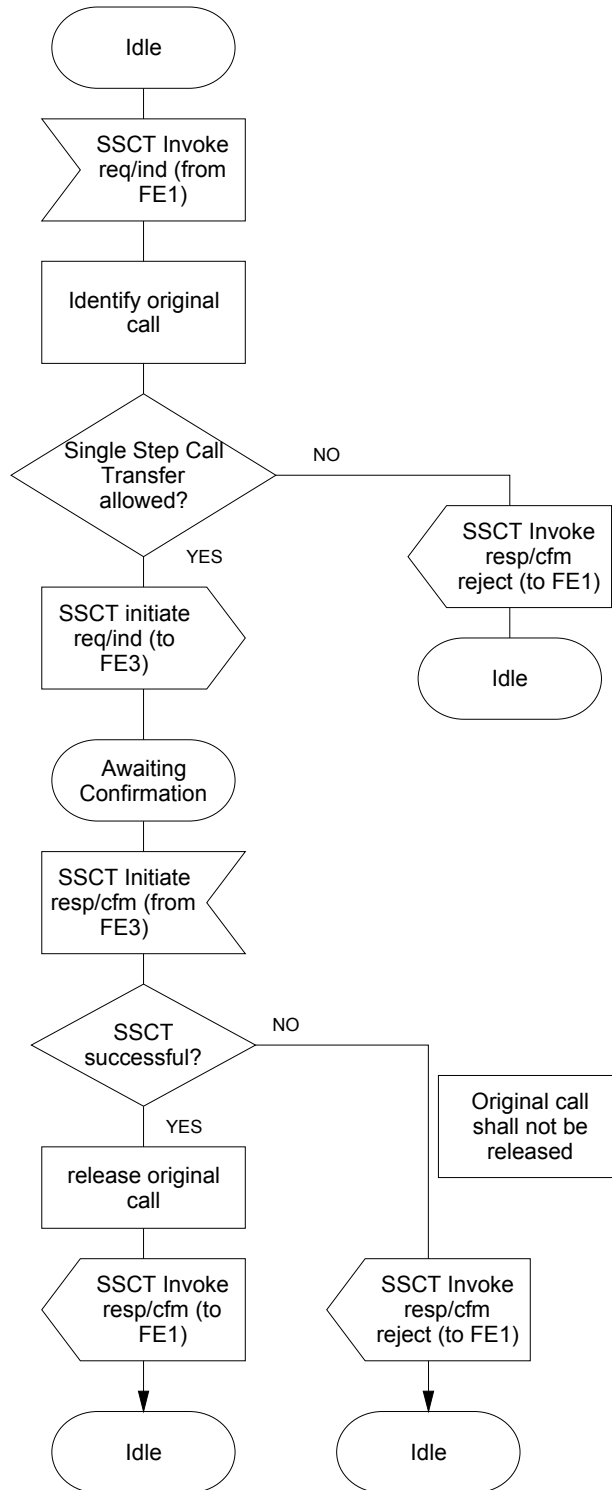 Idle
SSCT Invoke
req/ind (from
FE1)
Identify original
call
Single Step Call
Transfer
allowed?
NO
YES
SSCT Invoke
resp/cfm
reject (to FE1)
Idle
SSCT initiate
req/ind (to
FE3)
Awaiting
Confirmation
SSCT Initiate
resp/cfm (from
FE3)
SSCT
successful?
NO
YES
Original call
shall not be
released
release original
call
SSCT Invoke
resp/cfm (to
FE1)
SSCT Invoke
resp/cfm
reject (to FE1)
Idle
Idle